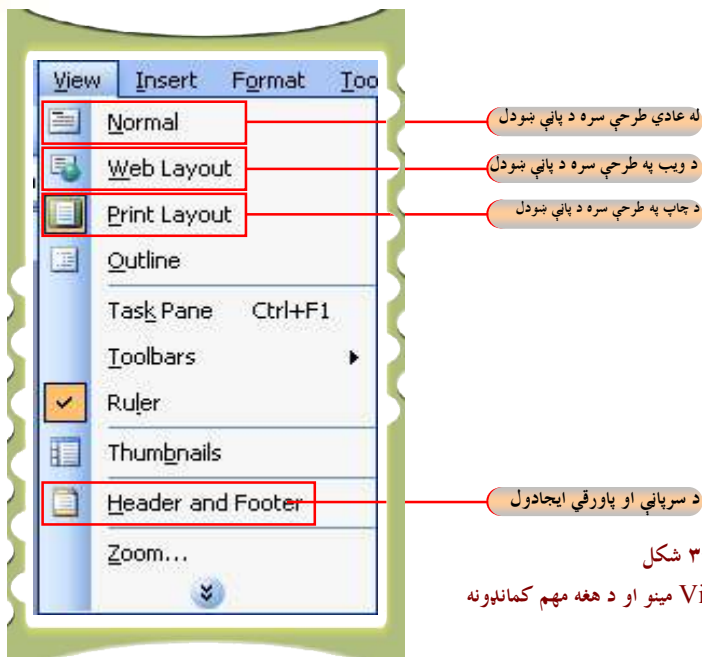 View Insert Format Too
Normal
له عادي طرحې سره د پاڼې ښودل
Web Layout
د ويب په طرحې سره د پاڼې ښودل
Print Layout
د چاپ په طرحې سره د پاڼې ښودل
Outline
Task Pane Ctrl+F1
Toolbars
Ruler
Thumbnails
Header and Footer
د سرپاڼې او پاورقي ايجادول
Zoom...
۳ شکل
Vi مينو او د هغه مهم کمانډونه